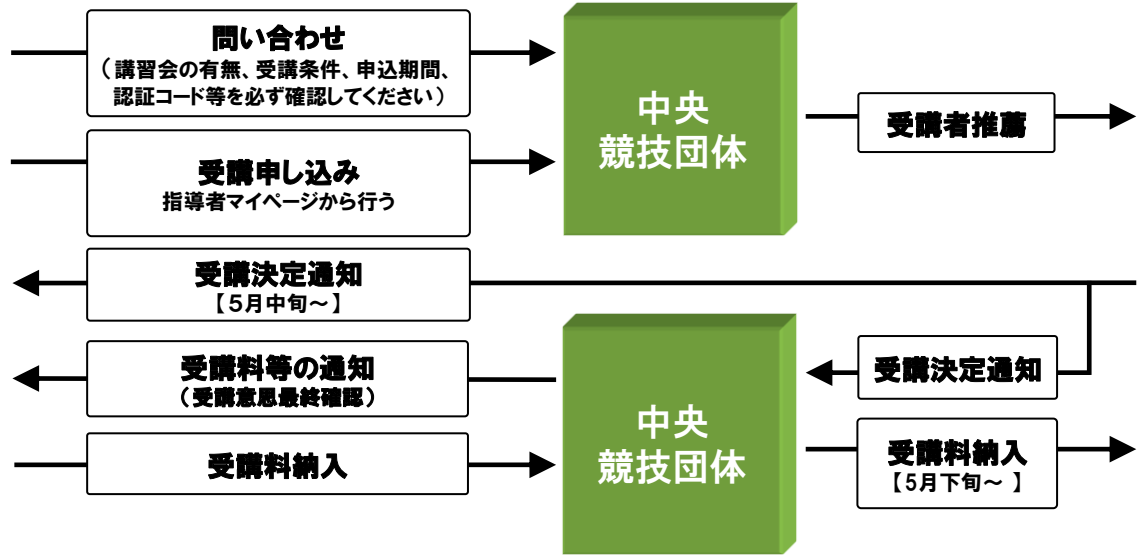 問い合わせ
（講習会の有無、受講条件、申込期間、
認証コード等を必ず確認してください）
中央
競技団体
受講者推薦
受講申し込み
指導者マイページから行う
受講決定通知
【５月中旬～】
受講料等の通知
（受講意思最終確認）
中央
競技団体
受講決定通知
受講料納入
受講料納入
【5月下旬～ 】